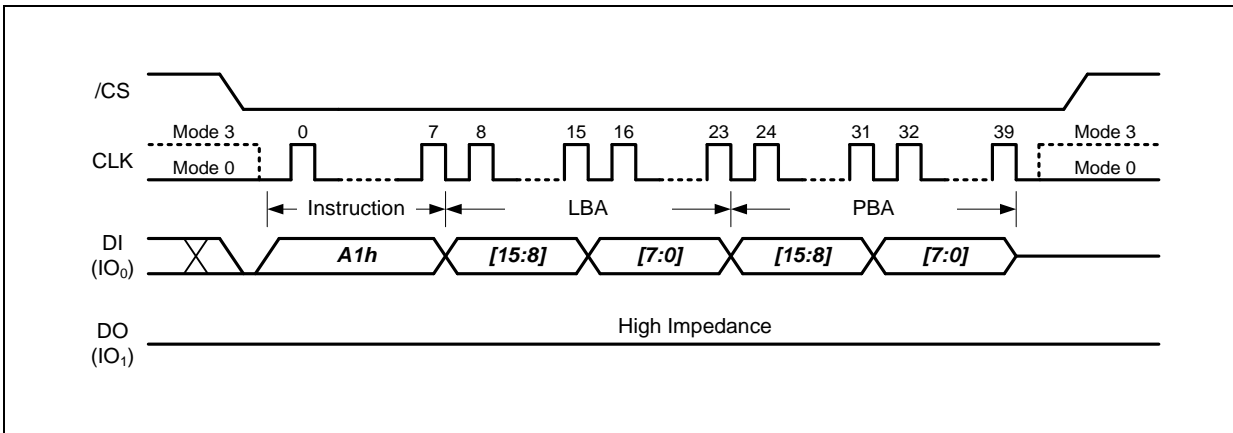 /CS
Mode 3 0 7 8 15 16 23 24 31 32 39 Mode 3
CLK
Mode 0 Mode 0
Instruction LBA PBA
DI
(IO₀)
A1h [15:8] [7:0] [15:8] [7:0]
High Impedance
DO
(IO₁)